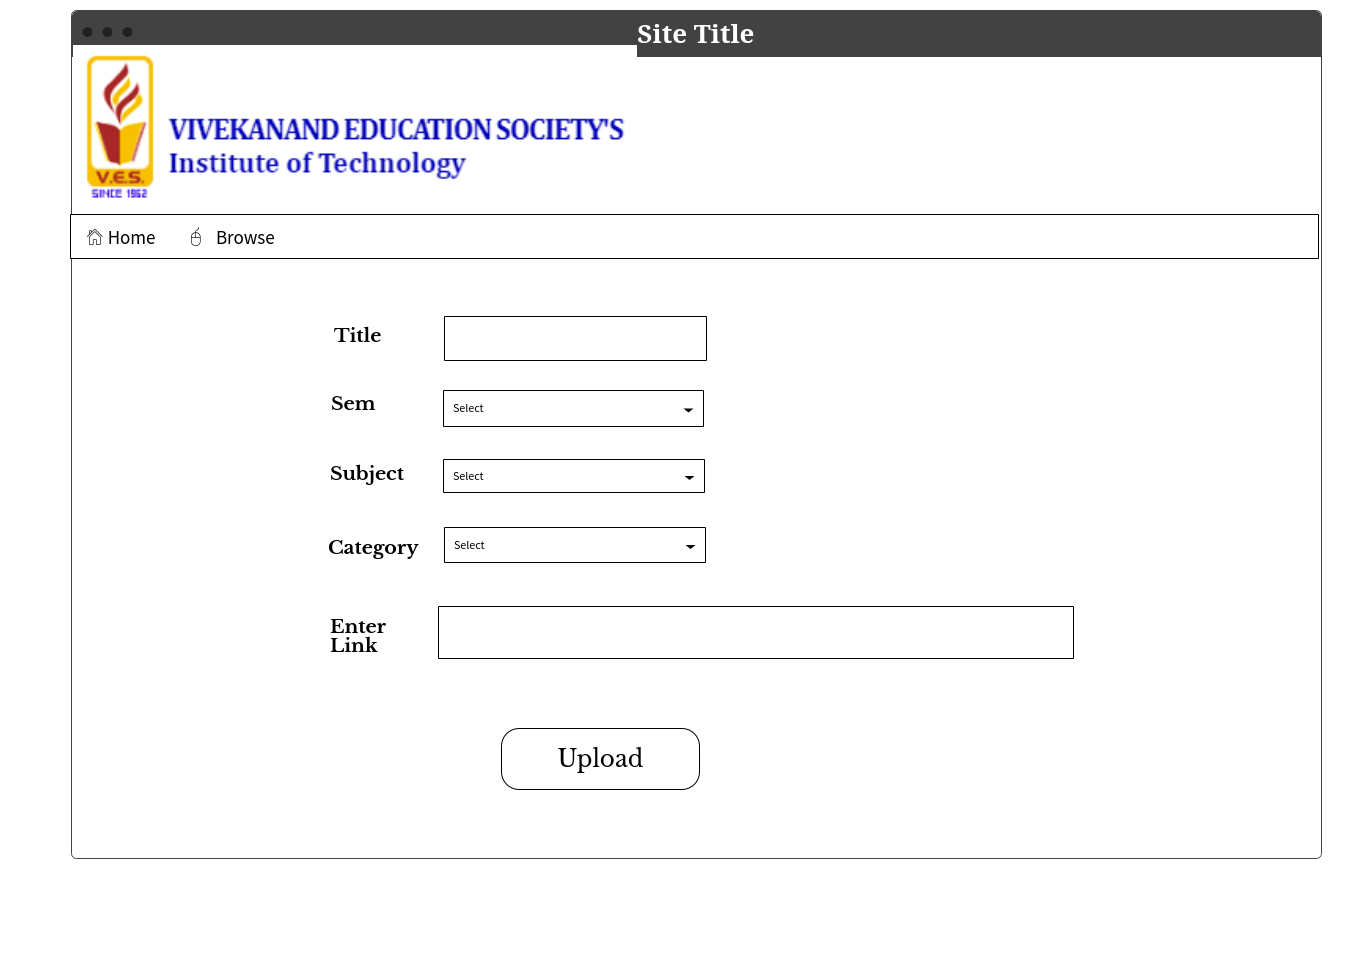 Site Title
V.E.S.
SINCE 1962
VIVEKANAND EDUCATION SOCIETY'S
Institute of Technology
Home Browse
Title
Sem Select
Subject Select
Category Select
Enter
Link
Upload